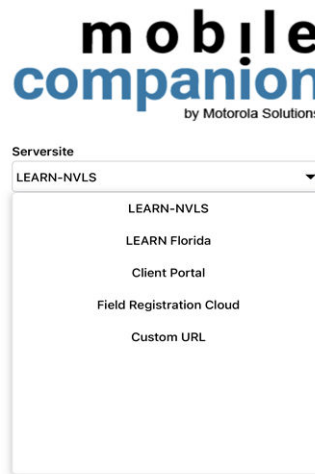 mobile
companion
by Motorola Solutions
Serversite
LEARN-NVLS
LEARN-NVLS
LEARN Florida
Client Portal
Field Registration Cloud
Custom URL